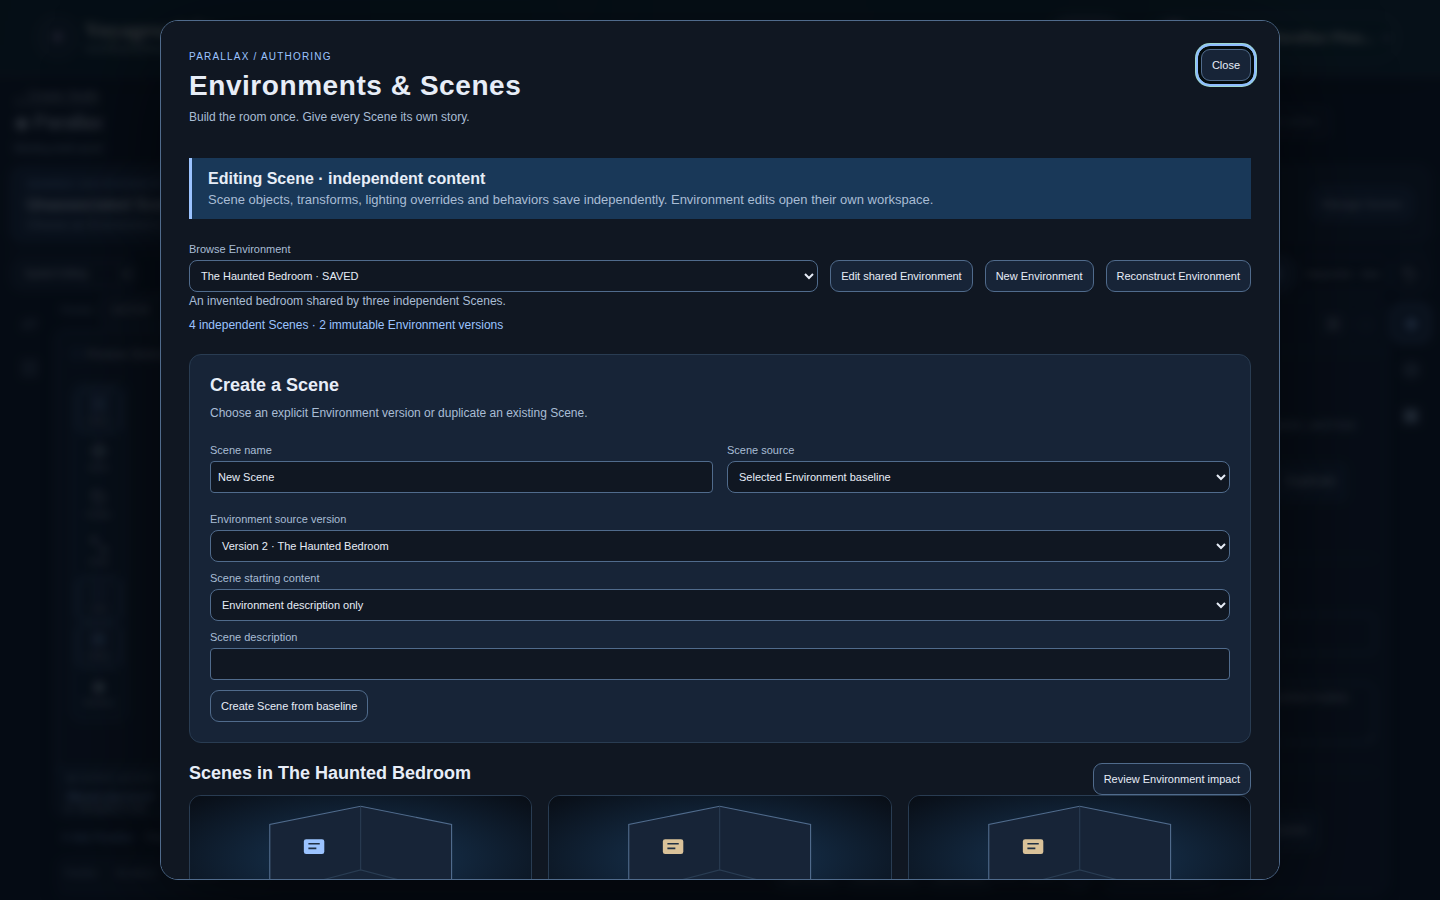 PARALLAX / AUTHORING
Close
Environments & Scenes
Build the room once. Give every Scene its own story.
Editing Scene · independent content
Scene objects, transforms, lighting overrides and behaviors save independently. Environment edits open their own workspace.
Browse Environment
The Haunted Bedroom · SAVED
Edit shared Environment
New Environment
Reconstruct Environment
An invented bedroom shared by three independent Scenes.
4 independent Scenes · 2 immutable Environment versions
Create a Scene
Choose an explicit Environment version or duplicate an existing Scene.
Scene name
Scene source
New Scene
Selected Environment baseline
Environment source version
Version 2 · The Haunted Bedroom
Scene starting content
Environment description only
Scene description
Create Scene from baseline
Scenes in The Haunted Bedroom
Review Environment impact